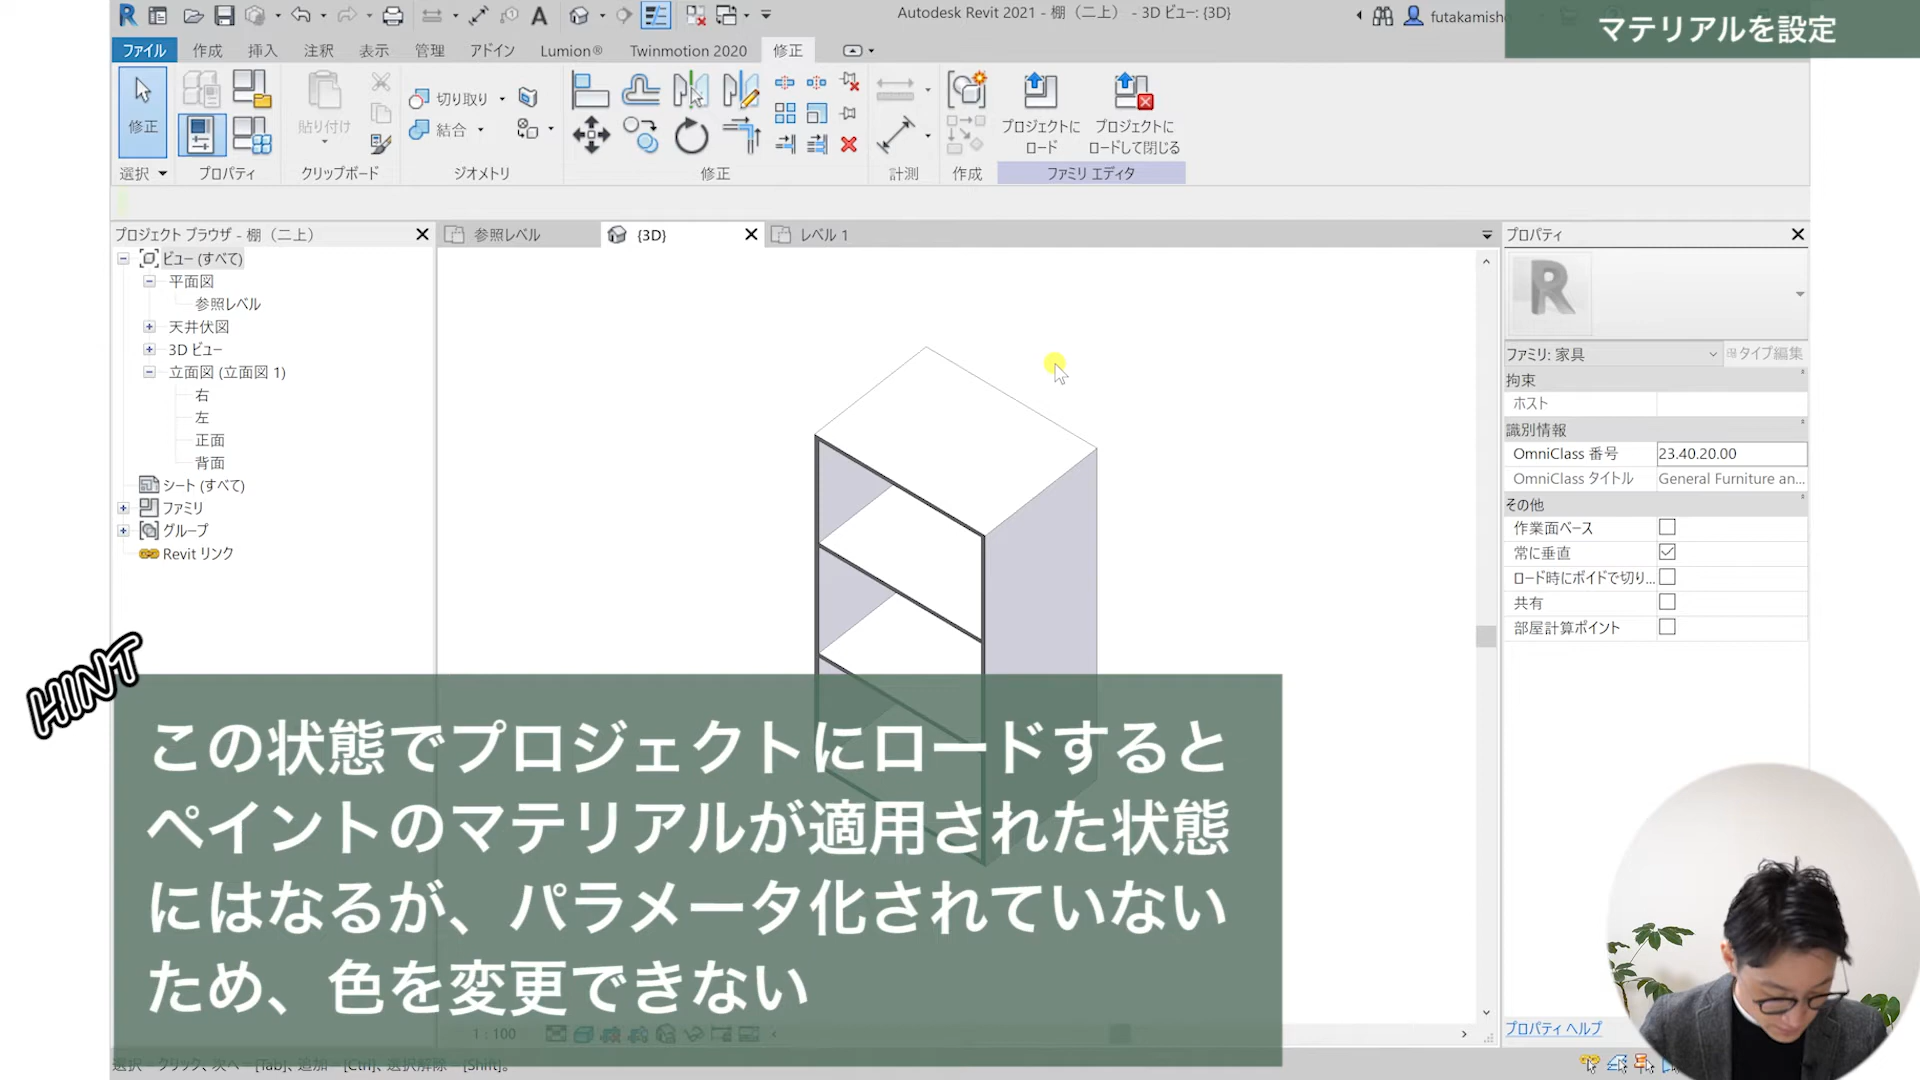 Autodesk Revit 2021 - 棚（二上） - 3D ビュー: {3D}
futakamish
マテリアルを設定
ファイル 作成 挿入 注釈 表示 管理 アドイン Lumion® Twinmotion 2020 修正
修正
貼り付け
切り取り
結合
プロジェクトに
ロード
プロジェクトに
ロードして閉じる
選択 プロパティ クリップボード ジオメトリ 修正 計測 作成 ファミリ エディタ
プロジェクト ブラウザ - 棚（二上）
参照レベル
{3D}
レベル 1
プロパティ
ビュー (すべて)
平面図
参照レベル
天井伏図
3D ビュー
立面図 (立面図 1)
右
左
正面
背面
シート (すべて)
ファミリ
グループ
Revit リンク
R
ファミリ: 家具
タイプ編集
拘束
ホスト
識別情報
OmniClass 番号 23.40.20.00
OmniClass タイトル General Furniture an...
その他
作業面ベース
常に垂直
ロード時にボイドで切り...
共有
部屋計算ポイント
HINT
この状態でプロジェクトにロードすると
ペイントのマテリアルが適用された状態
にはなるが、パラメータ化されていない
ため、色を変更できない
1 : 100
プロパティ ヘルプ
選択 - クリック、次へ - [Tab]、追加 - [Ctrl]、選択解除 - [Shift]。